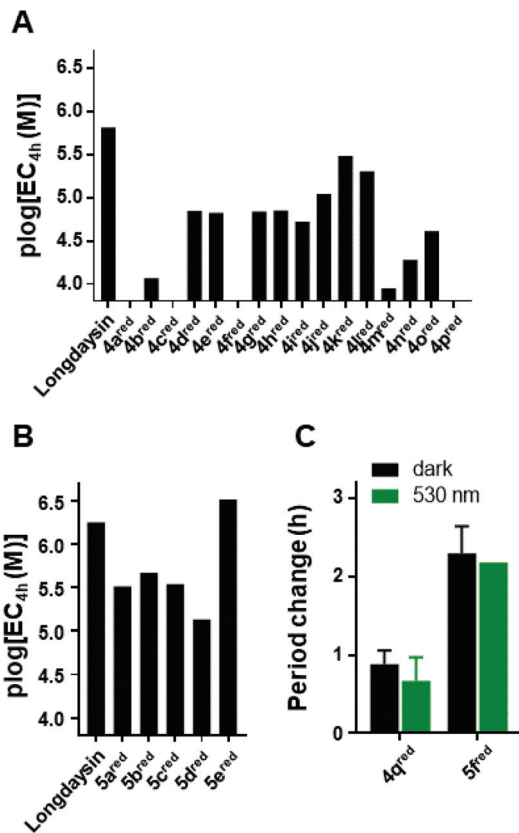 A
plog[EC4h (M)]
6.5
6.0
5.5
5.0
4.5
4.0
Longdaysin
4aʳᵉᵈ
4bʳᵉᵈ
4cʳᵉᵈ
4dʳᵉᵈ
4eʳᵉᵈ
4fʳᵉᵈ
4gʳᵉᵈ
4hʳᵉᵈ
4iʳᵉᵈ
4jʳᵉᵈ
4kʳᵉᵈ
4lʳᵉᵈ
4mʳᵉᵈ
4nʳᵉᵈ
4oʳᵉᵈ
4pʳᵉᵈ
B
plog[EC4h (M)]
6.5
6.0
5.5
5.0
4.5
4.0
Longdaysin
5aʳᵉᵈ
5bʳᵉᵈ
5cʳᵉᵈ
5dʳᵉᵈ
5eʳᵉᵈ
C
dark
530 nm
Period change (h)
3
2
1
0
4qʳᵉᵈ
5fʳᵉᵈ